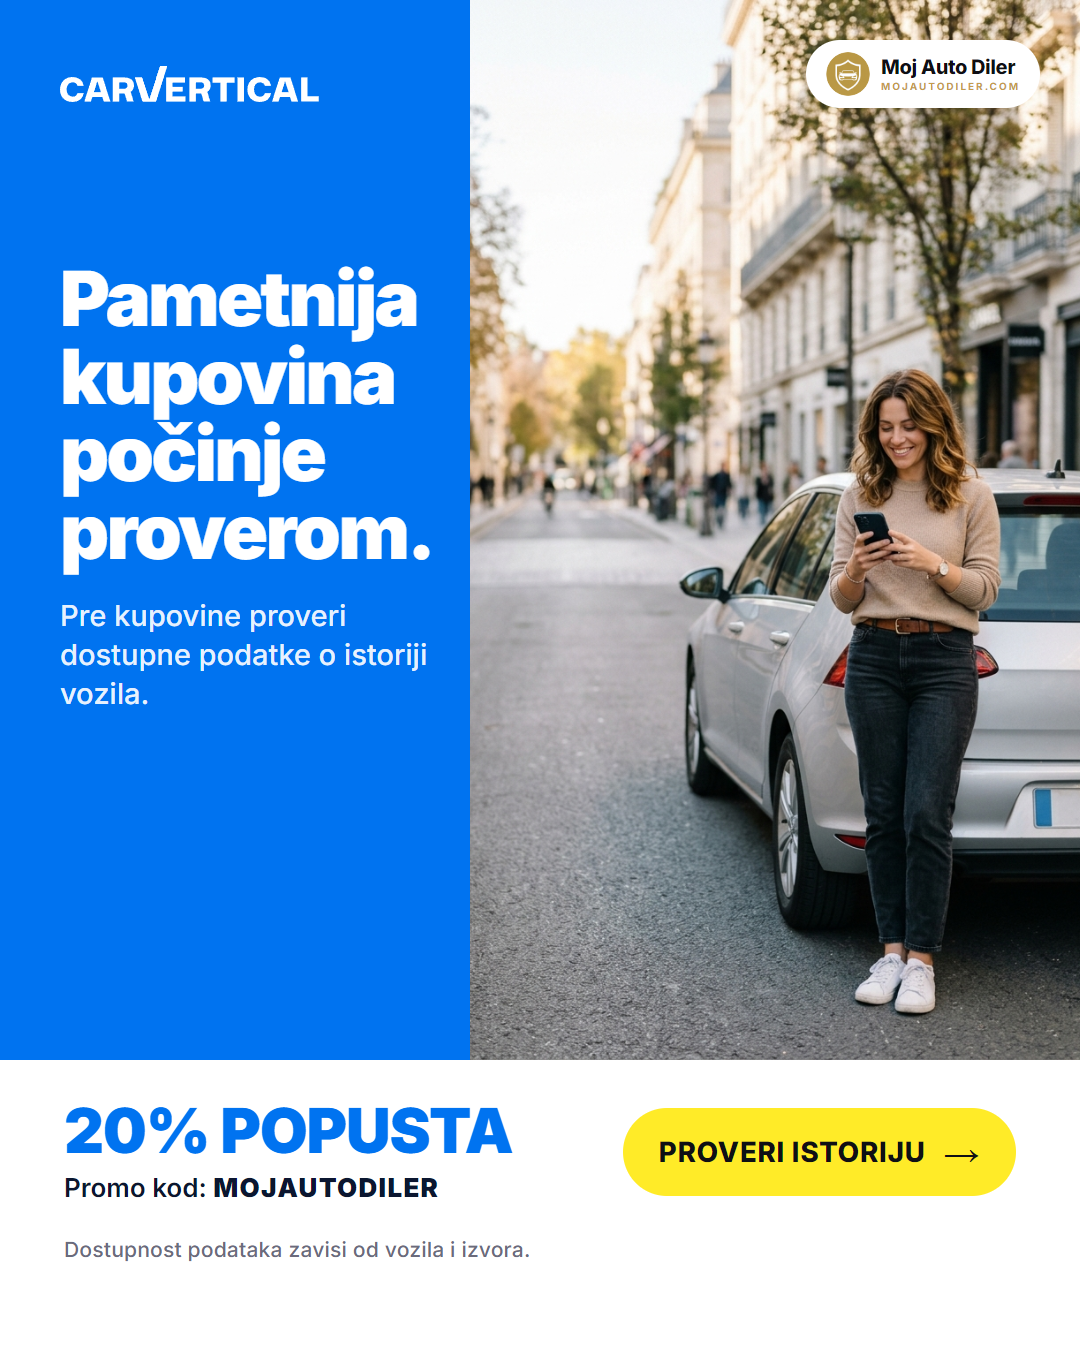 CARVERTICAL
Moj Auto Diler
MOJAUTODILER.COM
Pametnija
kupovina
počinje
proverom.
Pre kupovine proveri
dostupne podatke o istoriji
vozila.
20% POPUSTA
Promo kod: MOJAUTODILER
PROVERI ISTORIJU →
Dostupnost podataka zavisi od vozila i izvora.